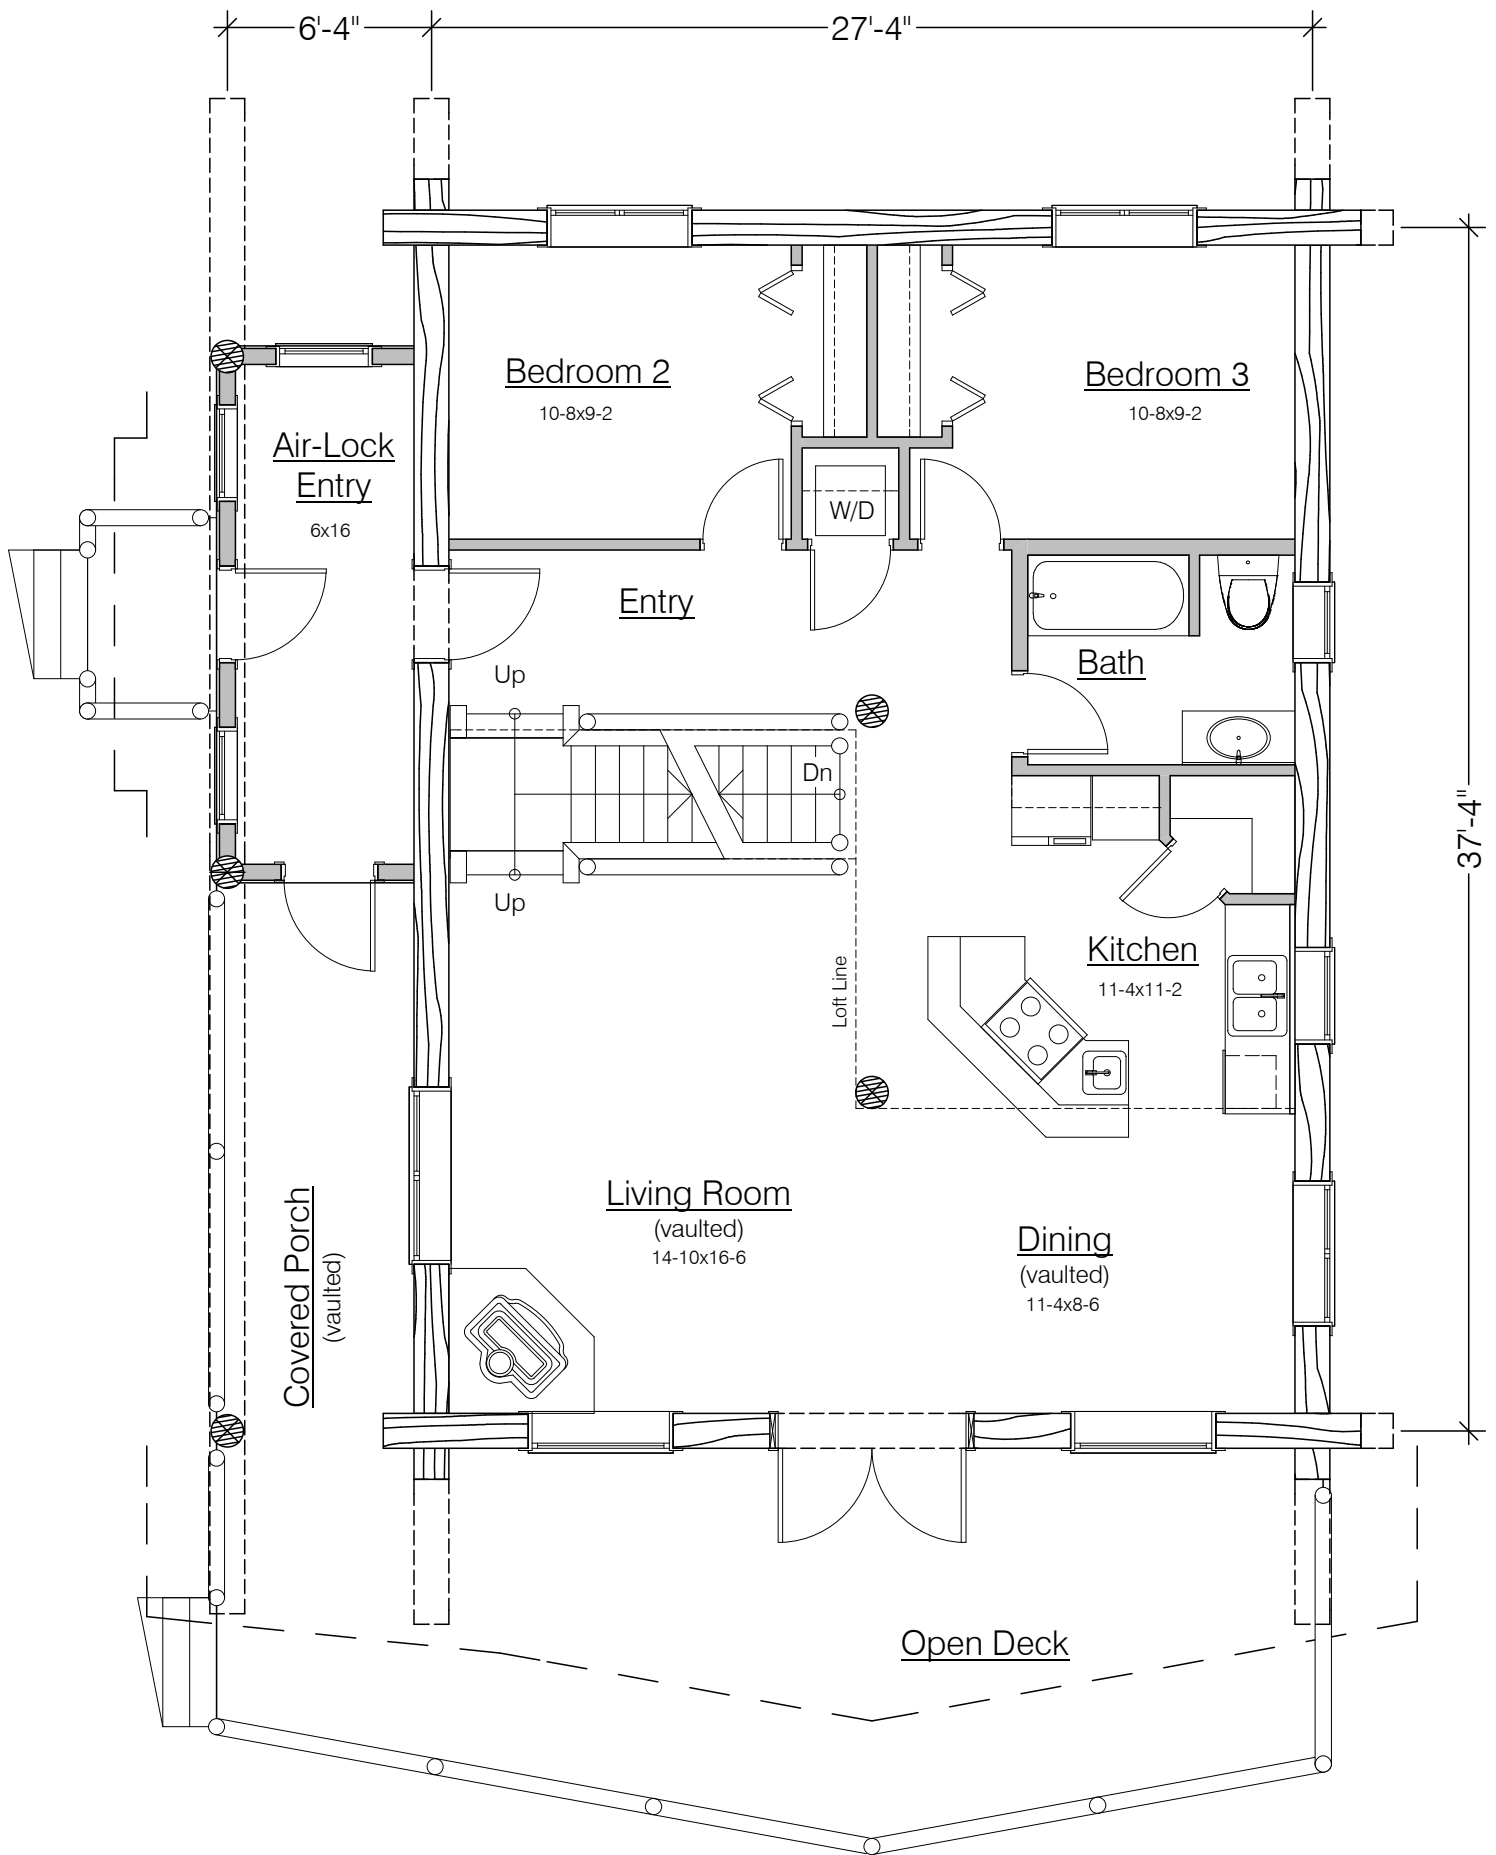 6'-4"
27'-4"
Bedroom 2
10-8x9-2
Bedroom 3
10-8x9-2
Air-Lock
Entry
6x16
W/D
Entry
Bath
Up
Dn
37'-4"
Up
Kitchen
11-4x11-2
Loft Line
Living Room
(vaulted)
14-10x16-6
Dining
(vaulted)
11-4x8-6
Covered Porch
(vaulted)
Open Deck